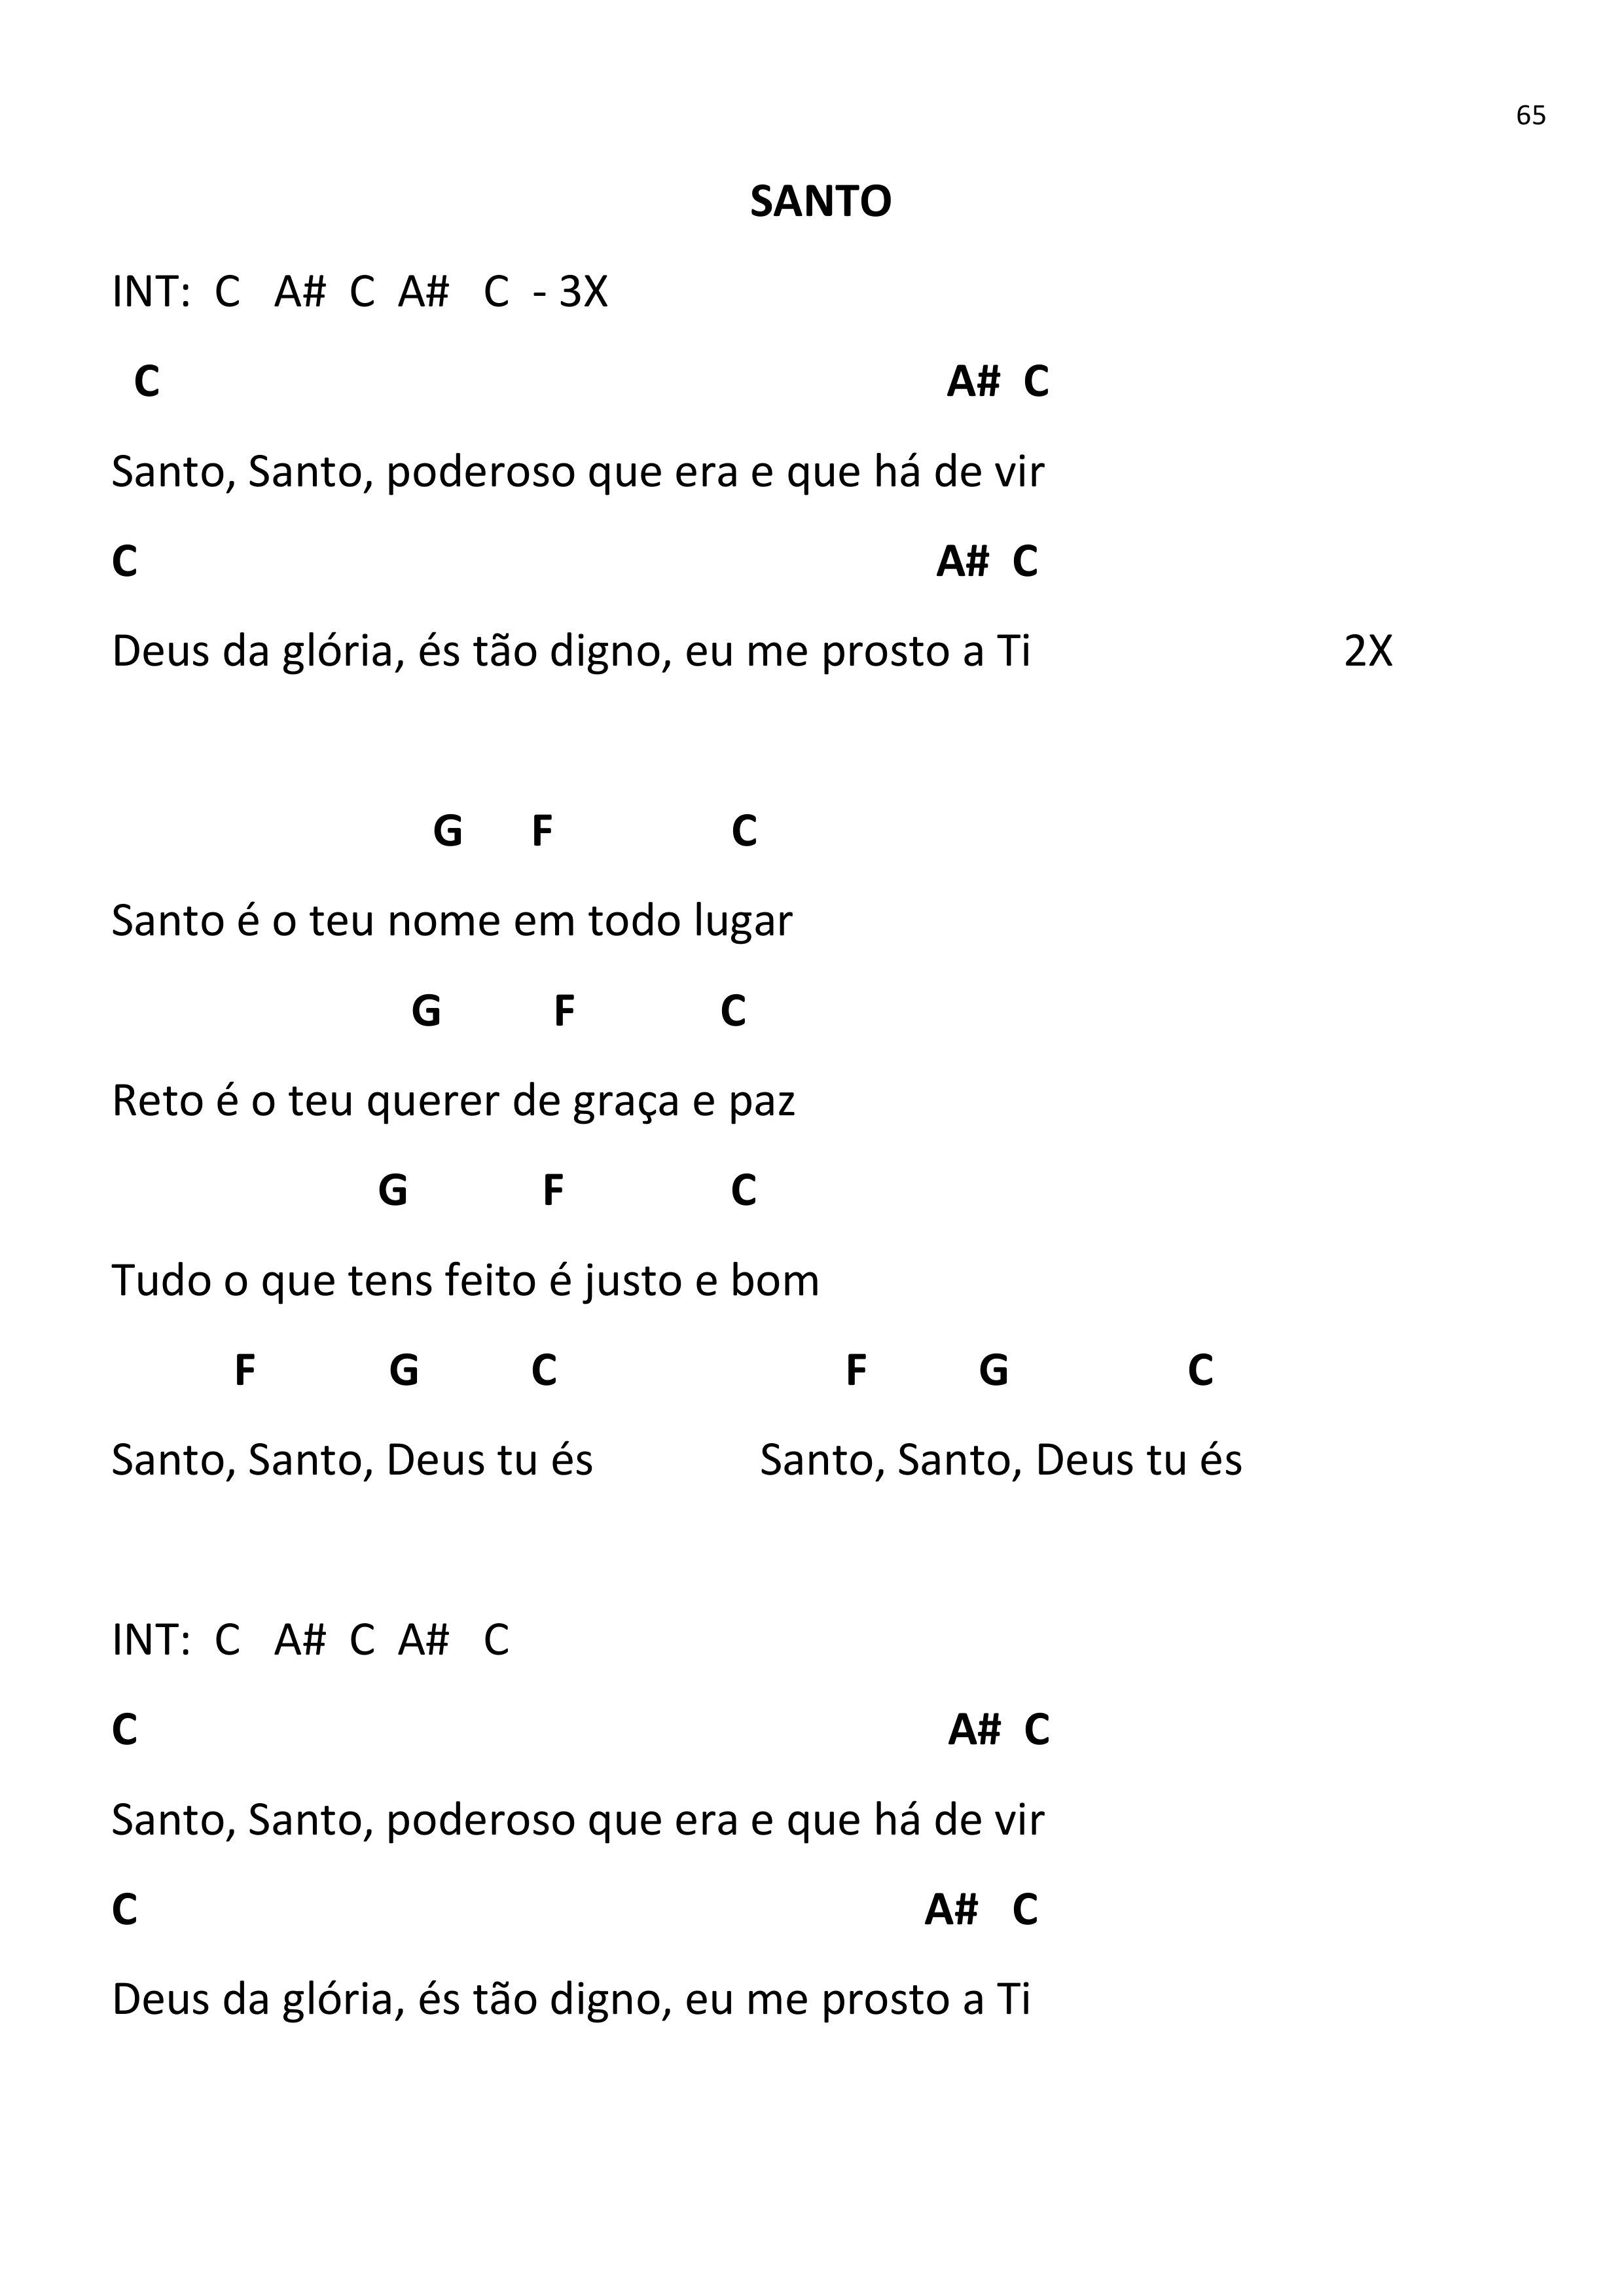 65
SANTO
INT:  C   A#  C  A#   C  - 3X
C A# C
Santo, Santo, poderoso que era e que há de vir
C A# C
Deus da glória, és tão digno, eu me prosto a Ti 2X
G F C
Santo é o teu nome em todo lugar
G F C
Reto é o teu querer de graça e paz
G F C
Tudo o que tens feito é justo e bom
F G C F G C
Santo, Santo, Deus tu és Santo, Santo, Deus tu és
INT:  C   A#  C  A#   C
C A# C
Santo, Santo, poderoso que era e que há de vir
C A# C
Deus da glória, és tão digno, eu me prosto a Ti